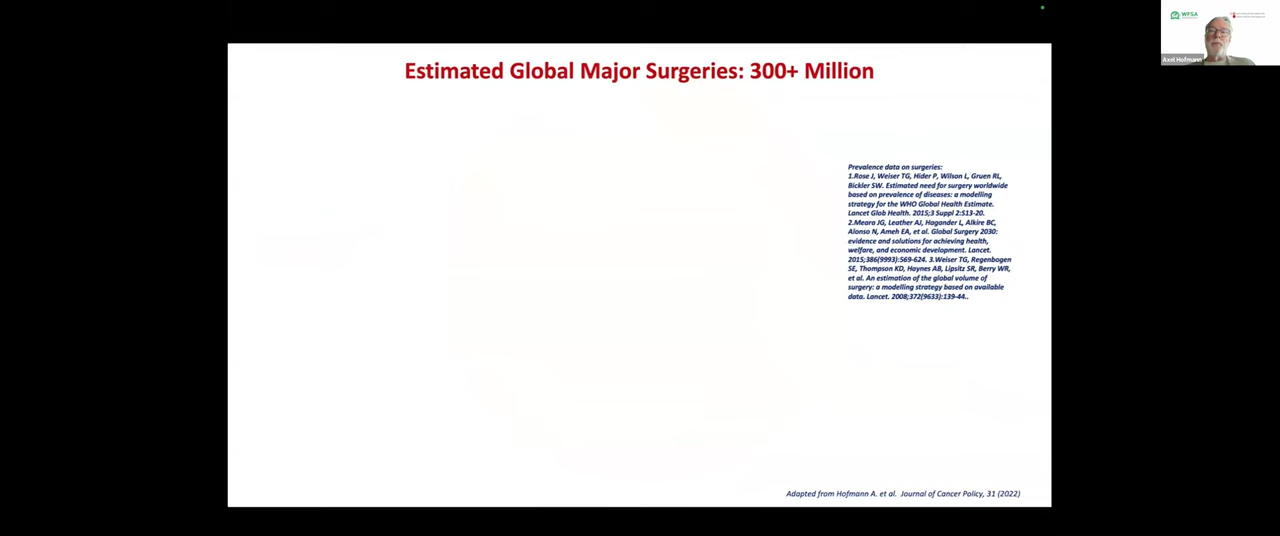 Estimated Global Major Surgeries: 300+ Million
WFSA
Axel Hofmann
Prevalence data on surgeries:
1.Rose J, Weiser TG, Hider P, Wilson L, Gruen RL,
Bickler SW. Estimated need for surgery worldwide
based on prevalence of diseases: a modelling
strategy for the WHO Global Health Estimate.
Lancet Glob Health. 2015;3 Suppl 2:S13-20.
2.Meara JG, Leather AJ, Hagander L, Alkire BC,
Alonso N, Ameh EA, et al. Global Surgery 2030:
evidence and solutions for achieving health,
welfare, and economic development. Lancet.
2015;386(9993):569-624. 3.Weiser TG, Regenbogen
SE, Thompson KD, Haynes AB, Lipsitz SR, Berry WR,
et al. An estimation of the global volume of
surgery: a modelling strategy based on available
data. Lancet. 2008;372(9633):139-44..
Adapted from Hofmann A. et al. Journal of Cancer Policy, 31 (2022)